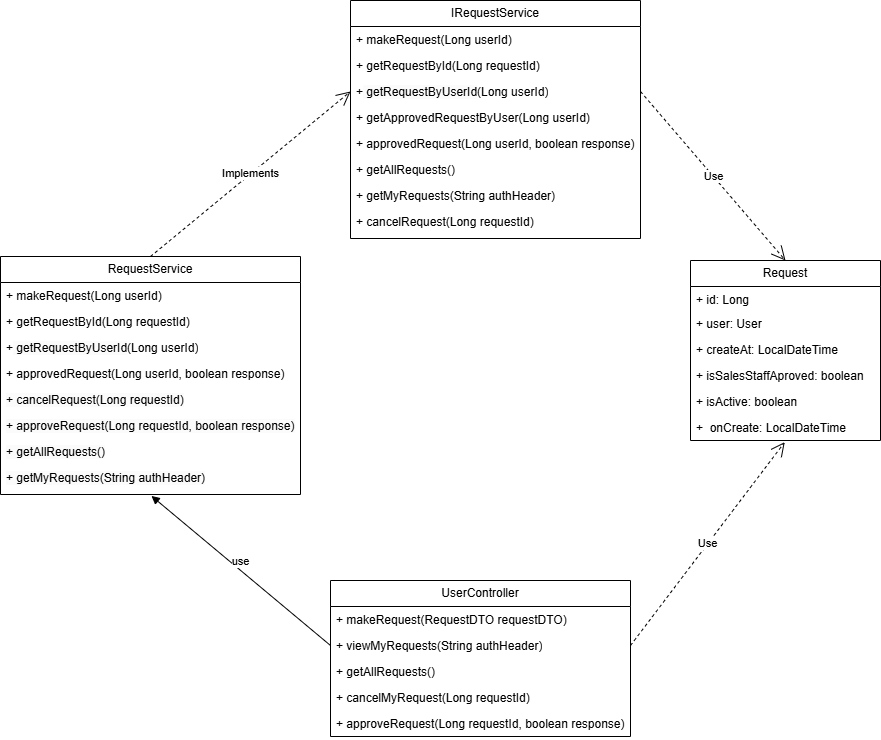 IRequestService
+ makeRequest(Long userId)
+ getRequestById(Long requestId)
+ getRequestByUserId(Long userId)
+ getApprovedRequestByUser(Long userId)
+ approvedRequest(Long userId, boolean response)
+ getAllRequests()
+ getMyRequests(String authHeader)
+ cancelRequest(Long requestId)
Implements
Use
RequestService
+ makeRequest(Long userId)
+ getRequestById(Long requestId)
+ getRequestByUserId(Long userId)
+ approvedRequest(Long userId, boolean response)
+ cancelRequest(Long requestId)
+ approveRequest(Long requestId, boolean response)
+ getAllRequests()
+ getMyRequests(String authHeader)
Request
+ id: Long
+ user: User
+ createAt: LocalDateTime
+ isSalesStaffAproved: boolean
+ isActive: boolean
+ onCreate: LocalDateTime
use
Use
UserController
+ makeRequest(RequestDTO requestDTO)
+ viewMyRequests(String authHeader)
+ getAllRequests()
+ cancelMyRequest(Long requestId)
+ approveRequest(Long requestId, boolean response)